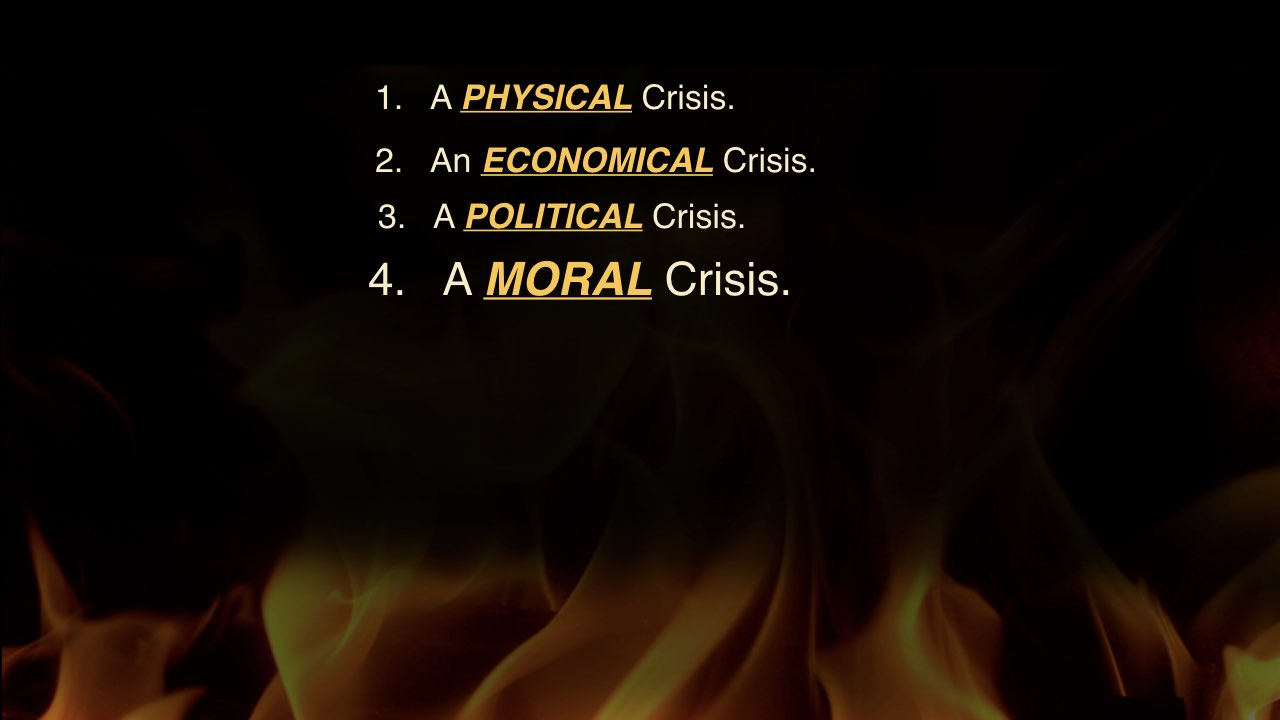 1. A PHYSICAL Crisis.
2. An ECONOMICAL Crisis.
3. A POLITICAL Crisis.
4. A MORAL Crisis.